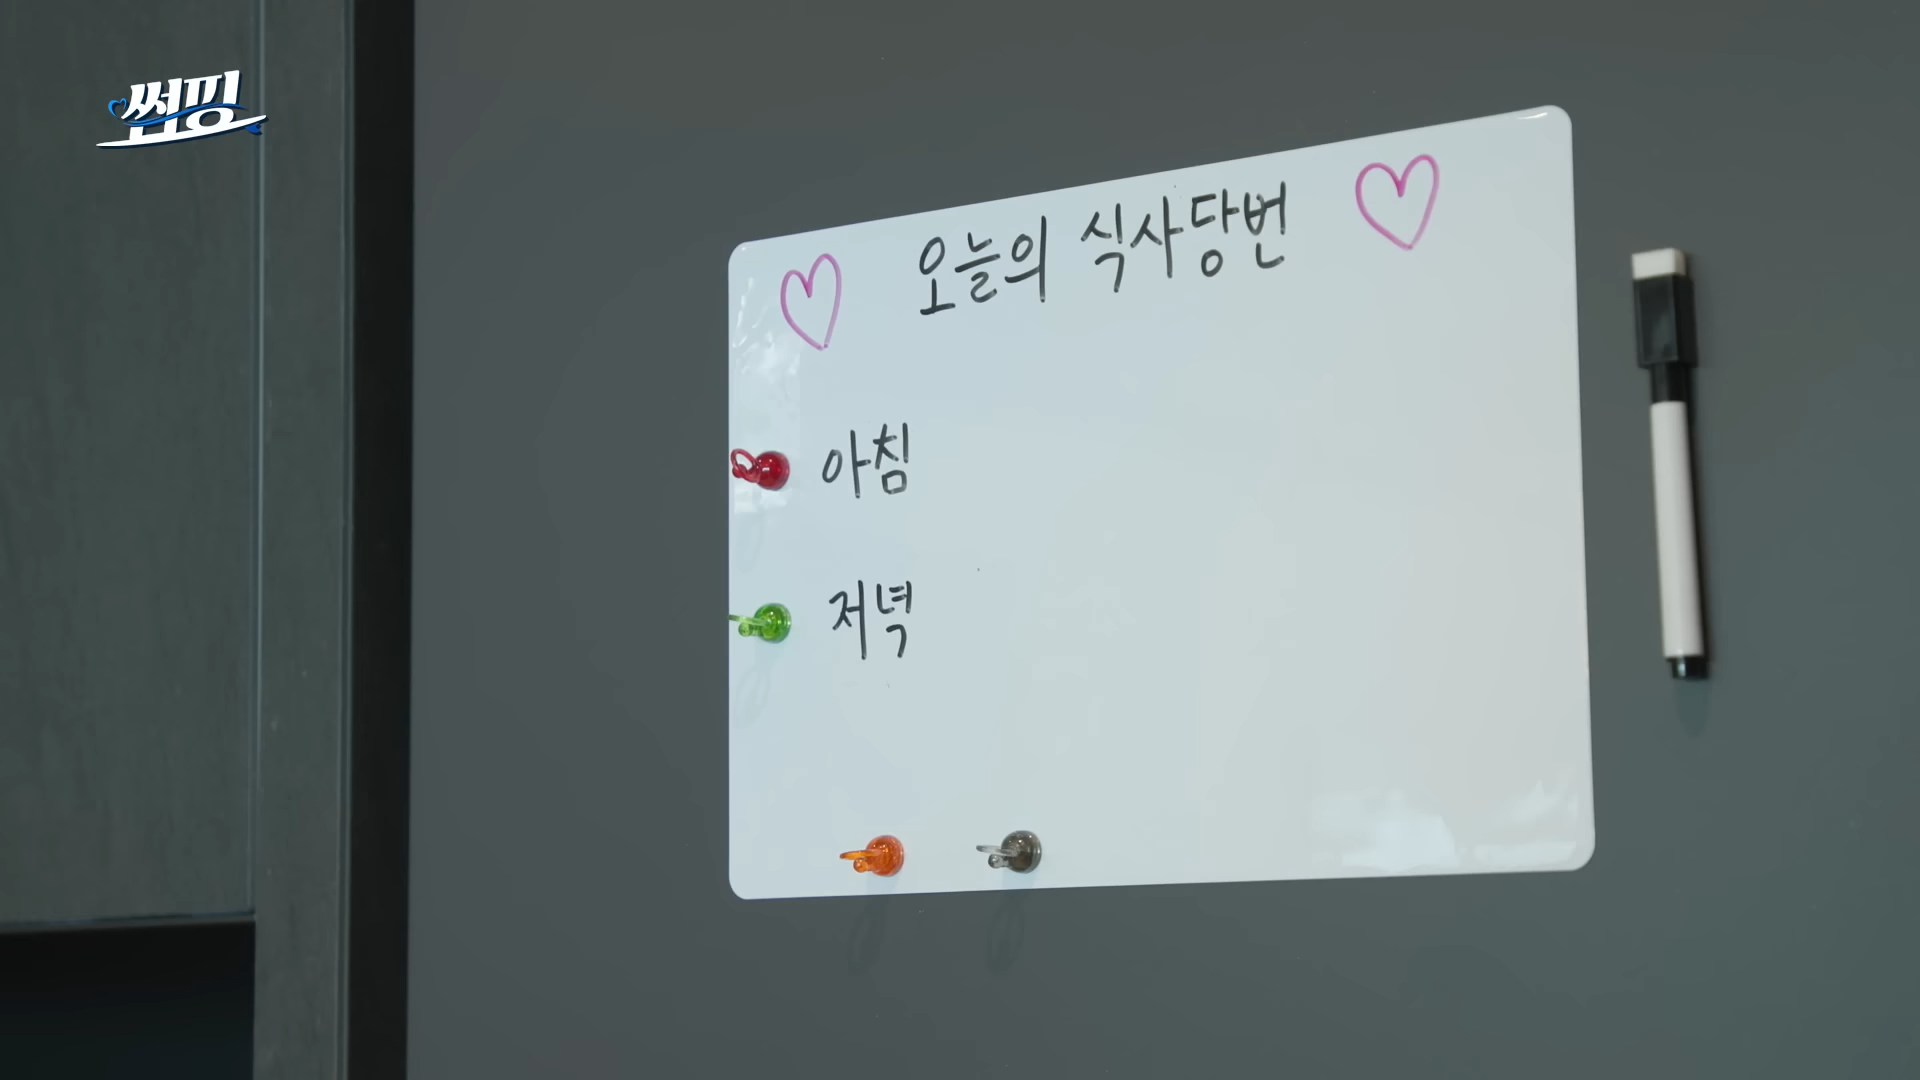 썸핑
오늘의 식사당번
아침
저녁